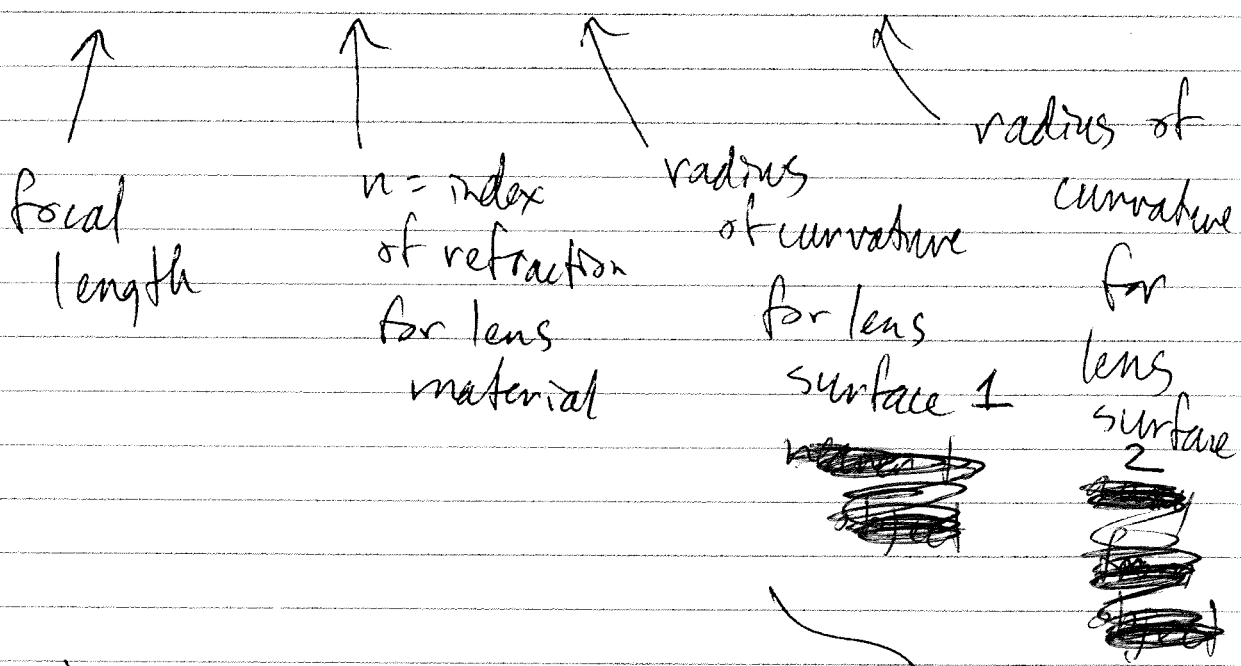 focal
length
n = index
of refraction
for lens
material
radius
of curvature
for lens
surface 1
radius of
curvature
for
lens
surface
2